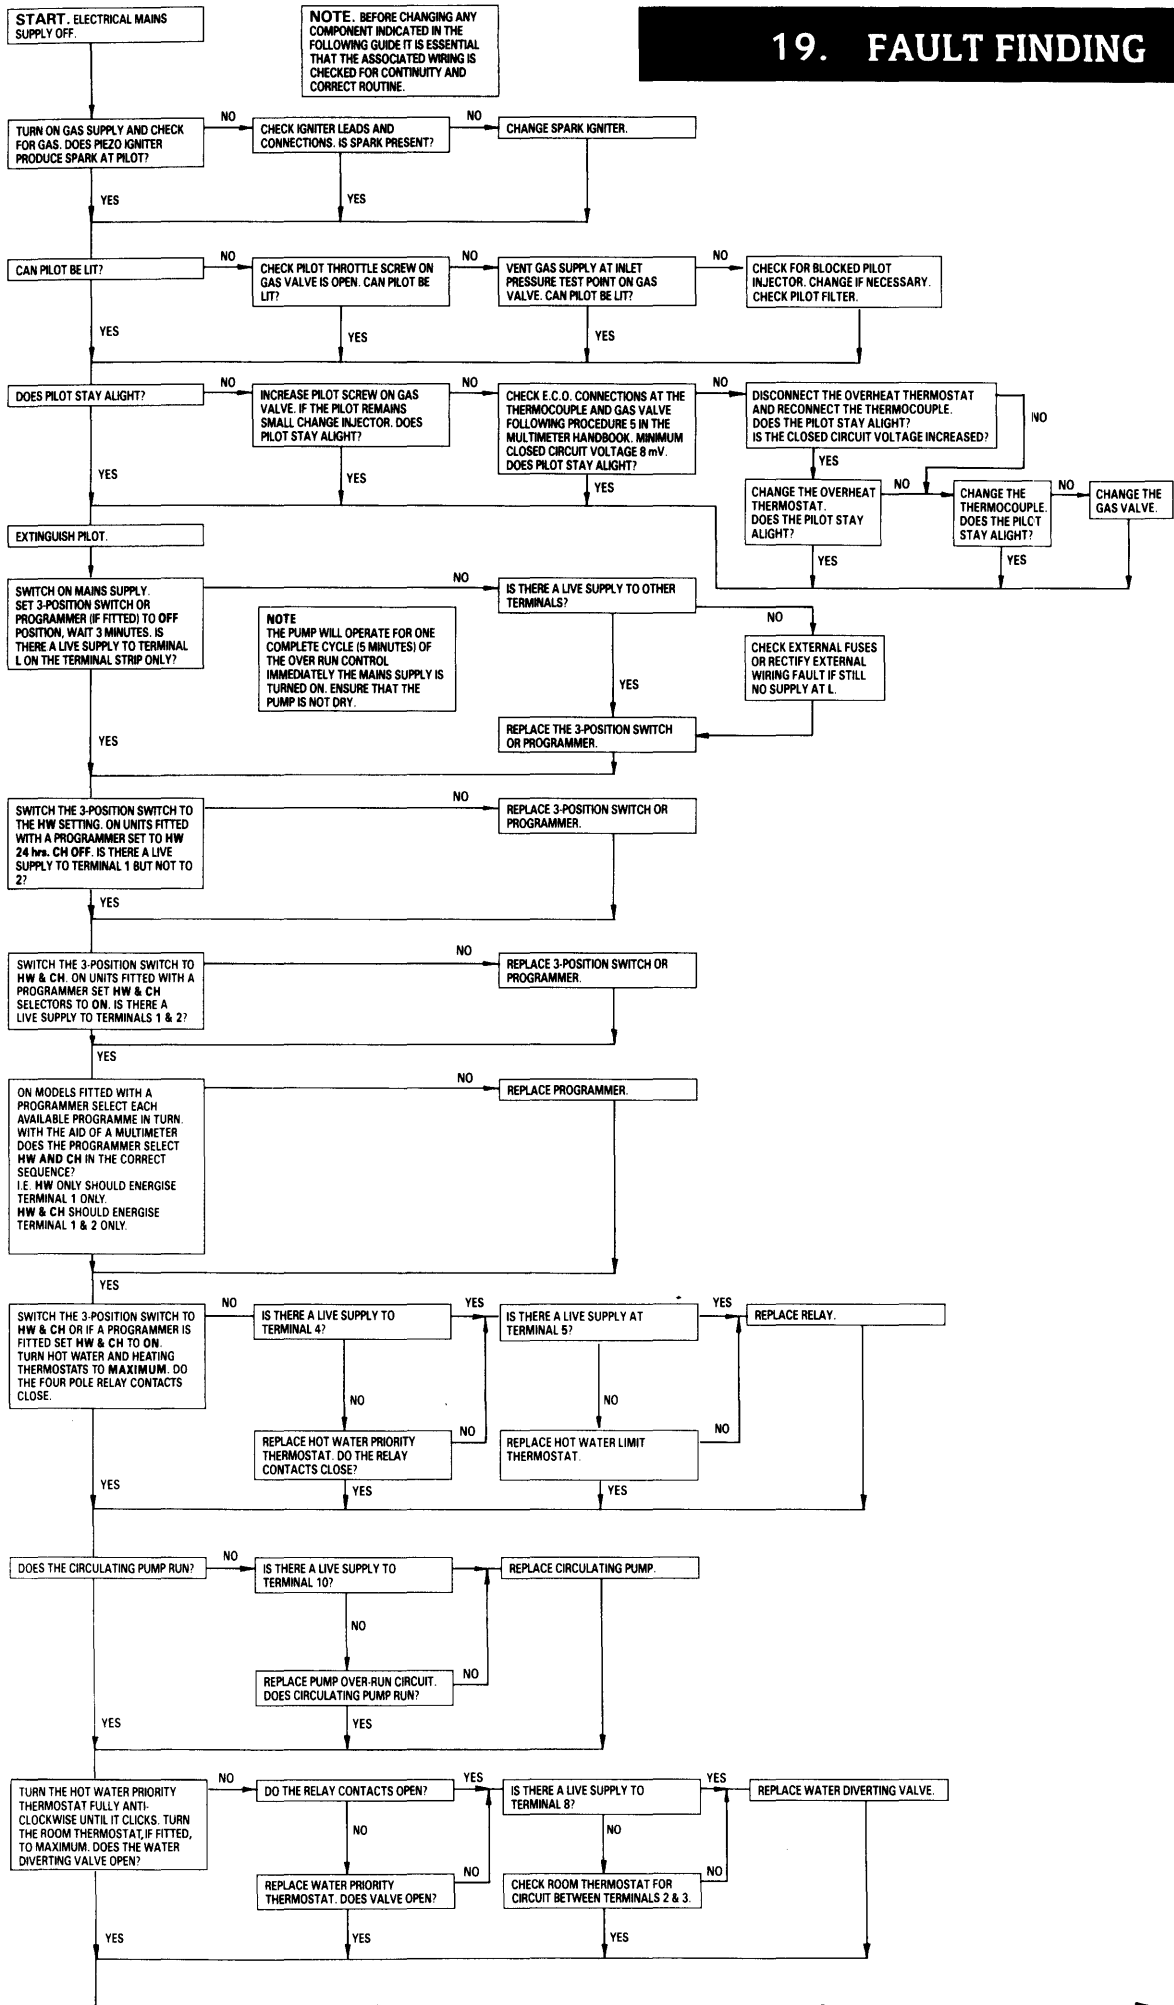 START. ELECTRICAL MAINS
SUPPLY OFF.
NOTE. BEFORE CHANGING ANY
COMPONENT INDICATED IN THE
FOLLOWING GUIDE IT IS ESSENTIAL
THAT THE ASSOCIATED WIRING IS
CHECKED FOR CONTINUITY AND
CORRECT ROUTINE.
19. FAULT FINDING
TURN ON GAS SUPPLY AND CHECK
FOR GAS. DOES PIEZO IGNITER
PRODUCE SPARK AT PILOT?
NO
CHECK IGNITER LEADS AND
CONNECTIONS. IS SPARK PRESENT?
NO
CHANGE SPARK IGNITER.
YES
YES
CAN PILOT BE LIT?
NO
CHECK PILOT THROTTLE SCREW ON
GAS VALVE IS OPEN. CAN PILOT BE
LIT?
NO
VENT GAS SUPPLY AT INLET
PRESSURE TEST POINT ON GAS
VALVE. CAN PILOT BE LIT?
NO
CHECK FOR BLOCKED PILOT
INJECTOR. CHANGE IF NECESSARY.
CHECK PILOT FILTER.
YES
YES
YES
DOES PILOT STAY ALIGHT?
NO
INCREASE PILOT SCREW ON GAS
VALVE. IF THE PILOT REMAINS
SMALL CHANGE INJECTOR. DOES
PILOT STAY ALIGHT?
NO
CHECK E.C.O. CONNECTIONS AT THE
THERMOCOUPLE AND GAS VALVE
FOLLOWING PROCEDURE 5 IN THE
MULTIMETER HANDBOOK. MINIMUM
CLOSED CIRCUIT VOLTAGE 8 mV.
DOES PILOT STAY ALIGHT?
NO
DISCONNECT THE OVERHEAT THERMOSTAT
AND RECONNECT THE THERMOCOUPLE.
DOES THE PILOT STAY ALIGHT?
IS THE CLOSED CIRCUIT VOLTAGE INCREASED?
NO
YES
YES
YES
YES
CHANGE THE OVERHEAT
THERMOSTAT.
DOES THE PILOT STAY
ALIGHT?
NO
CHANGE THE
THERMOCOUPLE.
DOES THE PILOT
STAY ALIGHT?
NO
CHANGE THE
GAS VALVE.
YES
YES
EXTINGUISH PILOT.
SWITCH ON MAINS SUPPLY.
SET 3-POSITION SWITCH OR
PROGRAMMER (IF FITTED) TO OFF
POSITION, WAIT 3 MINUTES. IS
THERE A LIVE SUPPLY TO TERMINAL
L ON THE TERMINAL STRIP ONLY?
NO
NOTE
THE PUMP WILL OPERATE FOR ONE
COMPLETE CYCLE (5 MINUTES) OF
THE OVER RUN CONTROL
IMMEDIATELY THE MAINS SUPPLY IS
TURNED ON. ENSURE THAT THE
PUMP IS NOT DRY.
IS THERE A LIVE SUPPLY TO OTHER
TERMINALS?
NO
CHECK EXTERNAL FUSES
OR RECTIFY EXTERNAL
WIRING FAULT IF STILL
NO SUPPLY AT L.
YES
REPLACE THE 3-POSITION SWITCH
OR PROGRAMMER.
YES
SWITCH THE 3-POSITION SWITCH TO
THE HW SETTING. ON UNITS FITTED
WITH A PROGRAMMER SET TO HW
24 hrs. CH OFF. IS THERE A LIVE
SUPPLY TO TERMINAL 1 BUT NOT TO
2?
NO
REPLACE 3-POSITION SWITCH OR
PROGRAMMER.
YES
SWITCH THE 3-POSITION SWITCH TO
HW & CH. ON UNITS FITTED WITH A
PROGRAMMER SET HW & CH
SELECTORS TO ON. IS THERE A
LIVE SUPPLY TO TERMINALS 1 & 2?
NO
REPLACE 3-POSITION SWITCH OR
PROGRAMMER.
YES
ON MODELS FITTED WITH A
PROGRAMMER SELECT EACH
AVAILABLE PROGRAMME IN TURN.
WITH THE AID OF A MULTIMETER
DOES THE PROGRAMMER SELECT
HW AND CH IN THE CORRECT
SEQUENCE?
I.E. HW ONLY SHOULD ENERGISE
TERMINAL 1 ONLY.
HW & CH SHOULD ENERGISE
TERMINAL 1 & 2 ONLY.
NO
REPLACE PROGRAMMER.
YES
SWITCH THE 3-POSITION SWITCH TO
HW & CH OR IF A PROGRAMMER IS
FITTED SET HW & CH TO ON.
TURN HOT WATER AND HEATING
THERMOSTATS TO MAXIMUM. DO
THE FOUR POLE RELAY CONTACTS
CLOSE.
NO
IS THERE A LIVE SUPPLY TO
TERMINAL 4?
YES
IS THERE A LIVE SUPPLY AT
TERMINAL 5?
YES
REPLACE RELAY.
NO
NO
REPLACE HOT WATER PRIORITY
THERMOSTAT. DO THE RELAY
CONTACTS CLOSE?
NO
REPLACE HOT WATER LIMIT
THERMOSTAT.
NO
YES
YES
YES
DOES THE CIRCULATING PUMP RUN?
NO
IS THERE A LIVE SUPPLY TO
TERMINAL 10?
REPLACE CIRCULATING PUMP.
NO
REPLACE PUMP OVER-RUN CIRCUIT.
DOES CIRCULATING PUMP RUN?
NO
YES
YES
TURN THE HOT WATER PRIORITY
THERMOSTAT FULLY ANTI-
CLOCKWISE UNTIL IT CLICKS. TURN
THE ROOM THERMOSTAT, IF FITTED,
TO MAXIMUM. DOES THE WATER
DIVERTING VALVE OPEN?
NO
DO THE RELAY CONTACTS OPEN?
YES
IS THERE A LIVE SUPPLY TO
TERMINAL 8?
YES
REPLACE WATER DIVERTING VALVE.
NO
NO
REPLACE WATER PRIORITY
THERMOSTAT. DOES VALVE OPEN?
NO
CHECK ROOM THERMOSTAT FOR
CIRCUIT BETWEEN TERMINALS 2 & 3.
NO
YES
YES
YES